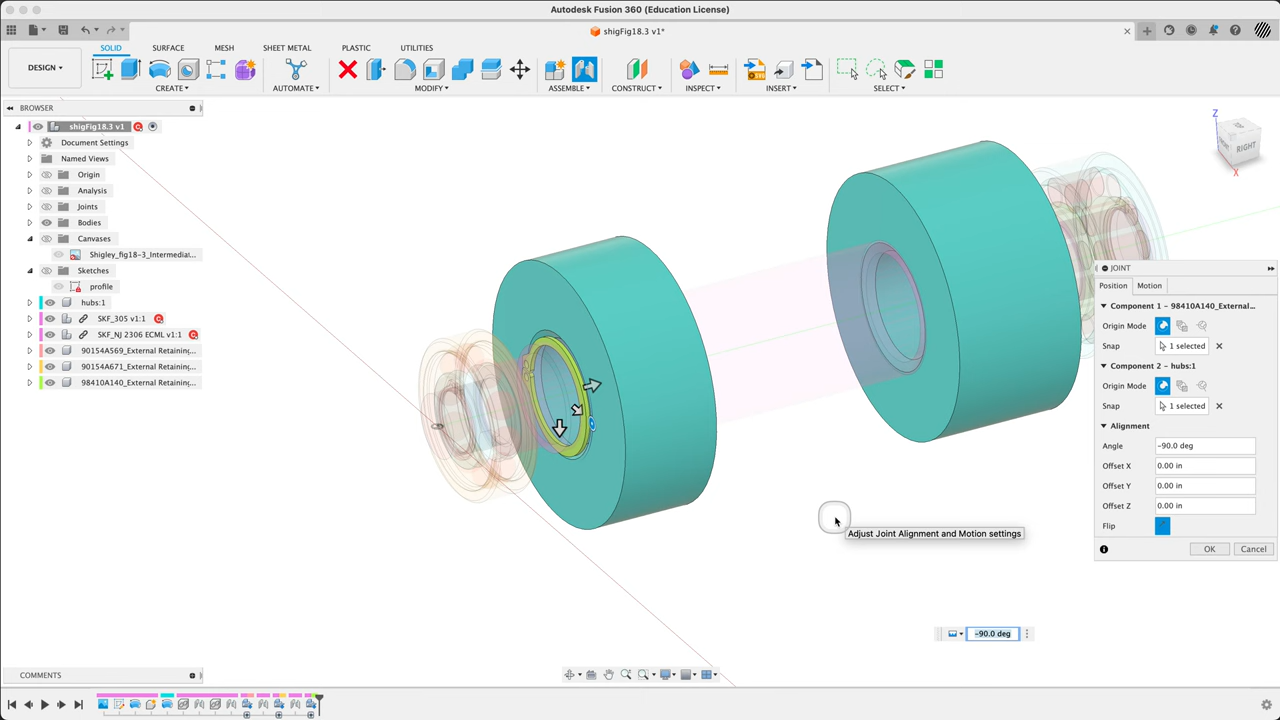 Autodesk Fusion 360 (Education License)
shigFig18.3 v1*
DESIGN
SOLID SURFACE MESH SHEET METAL PLASTIC UTILITIES
CREATE AUTOMATE MODIFY ASSEMBLE CONSTRUCT INSPECT INSERT SELECT
BROWSER
shigFig18.3 v1
Document Settings
Named Views
Origin
Analysis
Joints
Bodies
Canvases
Shigley_fig18-3_Intermedia...
Sketches
profile
hubs:1
SKF_305 v1:1
SKF_NJ 2306 ECML v1:1
90154A569_External Retaining...
90154A671_External Retaining...
98410A140_External Retaining...
Z
RIGHT
X
JOINT
Position Motion
Component 1 - 98410A140_External...
Origin Mode
Snap 1 selected
Component 2 - hubs:1
Origin Mode
Snap 1 selected
Alignment
Angle -90.0 deg
Offset X 0.00 in
Offset Y 0.00 in
Offset Z 0.00 in
Flip
OK Cancel
Adjust Joint Alignment and Motion settings
-90.0 deg
COMMENTS